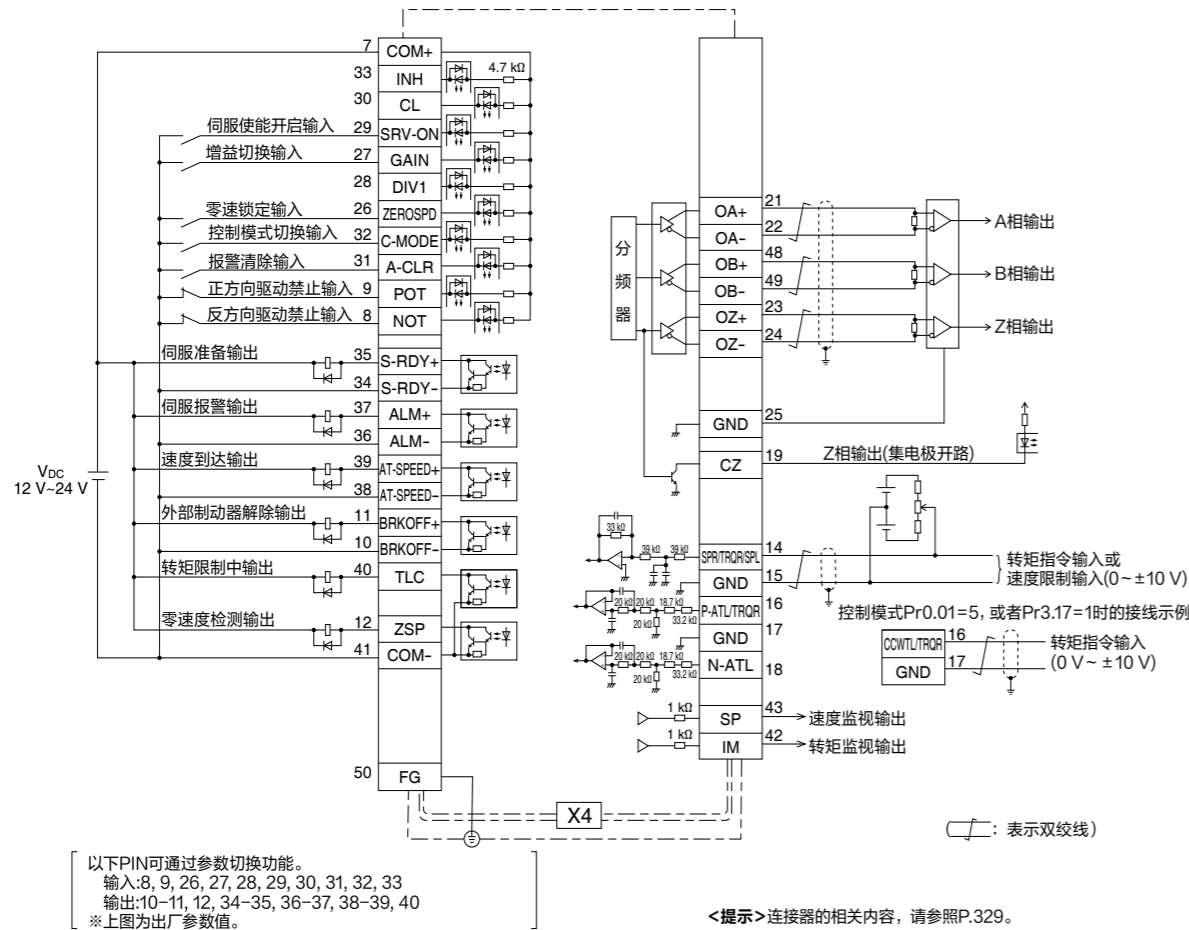 7 COM+
33 INH 4.7 kΩ
30 CL
伺服使能开启输入 29 SRV-ON
增益切换输入 27 GAIN
28 DIV1
零速锁定输入 26 ZEROSPD
控制模式切换输入 32 C-MODE
报警清除输入 31 A-CLR
正方向驱动禁止输入 9 POT
反方向驱动禁止输入 8 NOT
伺服准备输出 35 S-RDY+
34 S-RDY-
伺服报警输出 37 ALM+
36 ALM-
速度到达输出 39 AT-SPEED+
38 AT-SPEED-
外部制动器解除输出 11 BRKOFF+
10 BRKOFF-
转矩限制中输出 40 TLC
零速度检测输出 12 ZSP
41 COM-
50 FG
VDC
12 V~24 V
X4
分频器
OA+ 21 A相输出
OA- 22
OB+ 48 B相输出
OB- 49
OZ+ 23 Z相输出
OZ- 24
GND 25
CZ 19 Z相输出(集电极开路)
33 kΩ
39 kΩ 39 kΩ
SPR/TRQR/SPL 14 转矩指令输入或
GND 15 速度限制输入(0~±10 V)
20 kΩ 20 kΩ 18.7 kΩ
20 kΩ 33.2 kΩ
P-ATL/TRQR 16
GND 17
20 kΩ 20 kΩ 18.7 kΩ
20 kΩ 33.2 kΩ
N-ATL 18
控制模式Pr0.01=5, 或者Pr3.17=1时的接线示例
CCWTL/TRQR 16 转矩指令输入
GND 17 (0 V~ ±10 V)
1 kΩ SP 43 速度监视输出
1 kΩ IM 42 转矩监视输出
( : 表示双绞线)
以下PIN可通过参数切换功能。
输入:8, 9, 26, 27, 28, 29, 30, 31, 32, 33
输出:10-11, 12, 34-35, 36-37, 38-39, 40
※上图为出厂参数值。
<提示>连接器的相关内容，请参照P.329。